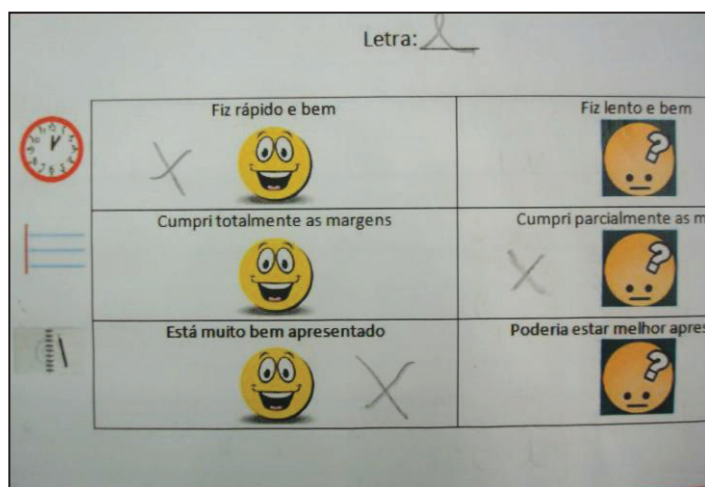 Letra: l
Fiz rápido e bem Fiz lento e bem
X
Cumpri totalmente as margens Cumpri parcialmente as m
X
Está muito bem apresentado Poderia estar melhor apres
X